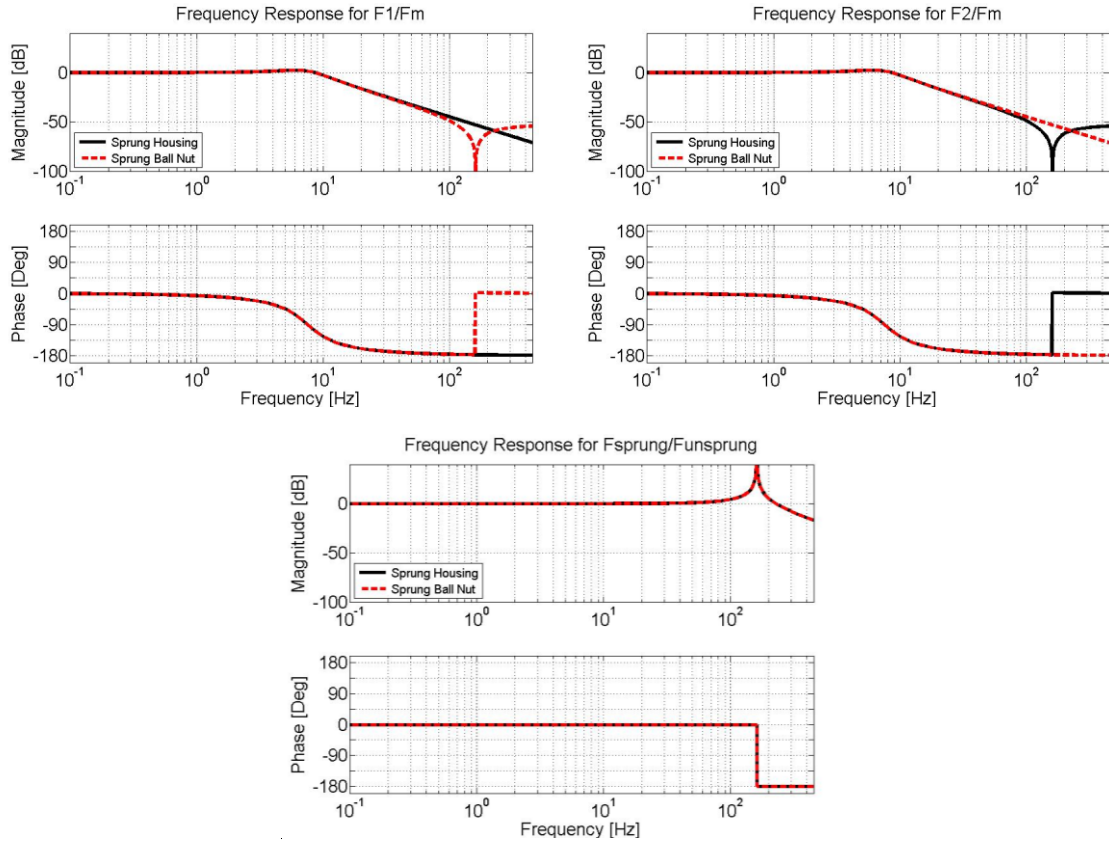 Frequency Response for F1/Fm
Magnitude [dB]
0
-50
-100
Sprung Housing
Sprung Ball Nut
10^-1
10^0
10^1
10^2
Phase [Deg]
180
90
0
-90
-180
10^-1
10^0
10^1
10^2
Frequency [Hz]
Frequency Response for F2/Fm
Magnitude [dB]
0
-50
-100
Sprung Housing
Sprung Ball Nut
10^-1
10^0
10^1
10^2
Phase [Deg]
180
90
0
-90
-180
10^-1
10^0
10^1
10^2
Frequency [Hz]
Frequency Response for Fsprung/Funsprung
Magnitude [dB]
0
-50
-100
Sprung Housing
Sprung Ball Nut
10^-1
10^0
10^1
10^2
Phase [Deg]
180
90
0
-90
-180
10^-1
10^0
10^1
10^2
Frequency [Hz]